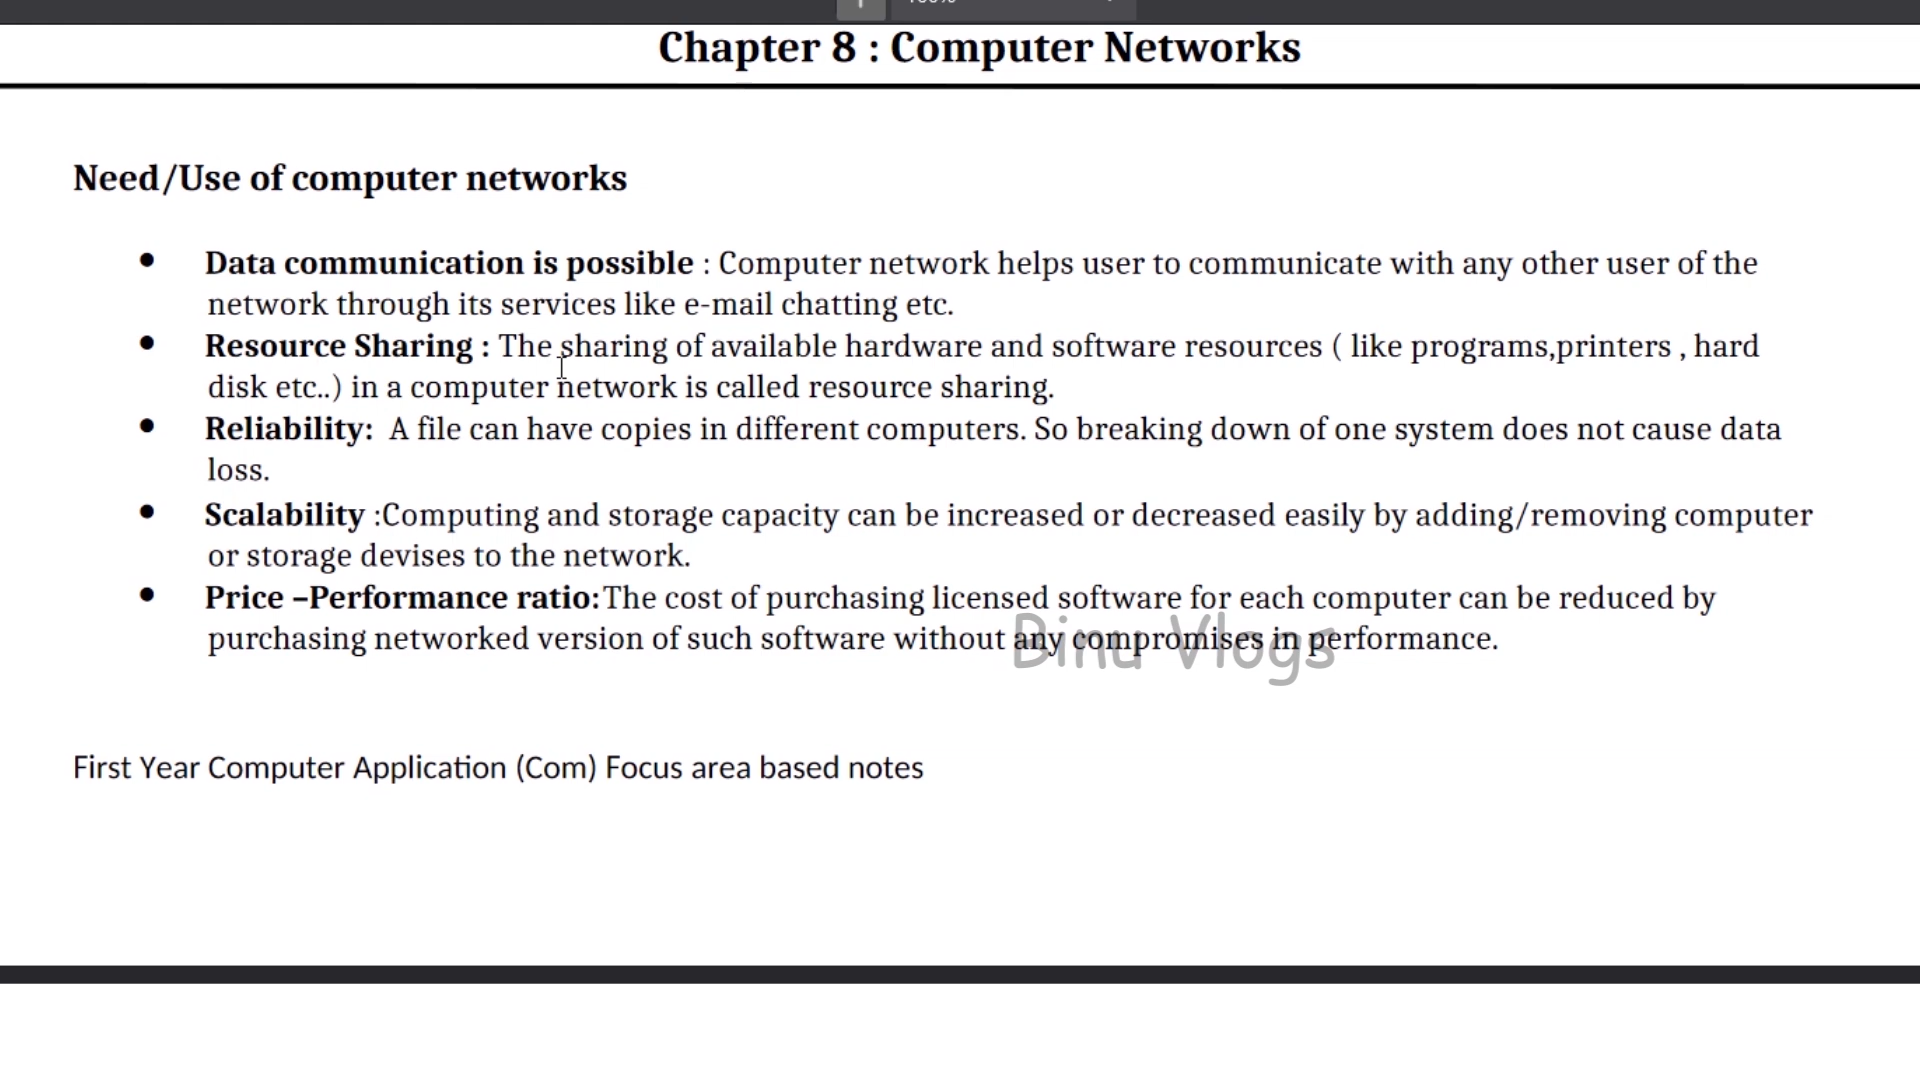 Chapter 8 : Computer Networks
Need/Use of computer networks
• Data communication is possible : Computer network helps user to communicate with any other user of the
network through its services like e-mail chatting etc.
• Resource Sharing : The sharing of available hardware and software resources ( like programs,printers , hard
disk etc..) in a computer network is called resource sharing.
• Reliability: A file can have copies in different computers. So breaking down of one system does not cause data
loss.
• Scalability :Computing and storage capacity can be increased or decreased easily by adding/removing computer
or storage devises to the network.
• Price –Performance ratio:The cost of purchasing licensed software for each computer can be reduced by
purchasing networked version of such software without any compromises in performance.
Binu Vlogs
First Year Computer Application (Com) Focus area based notes